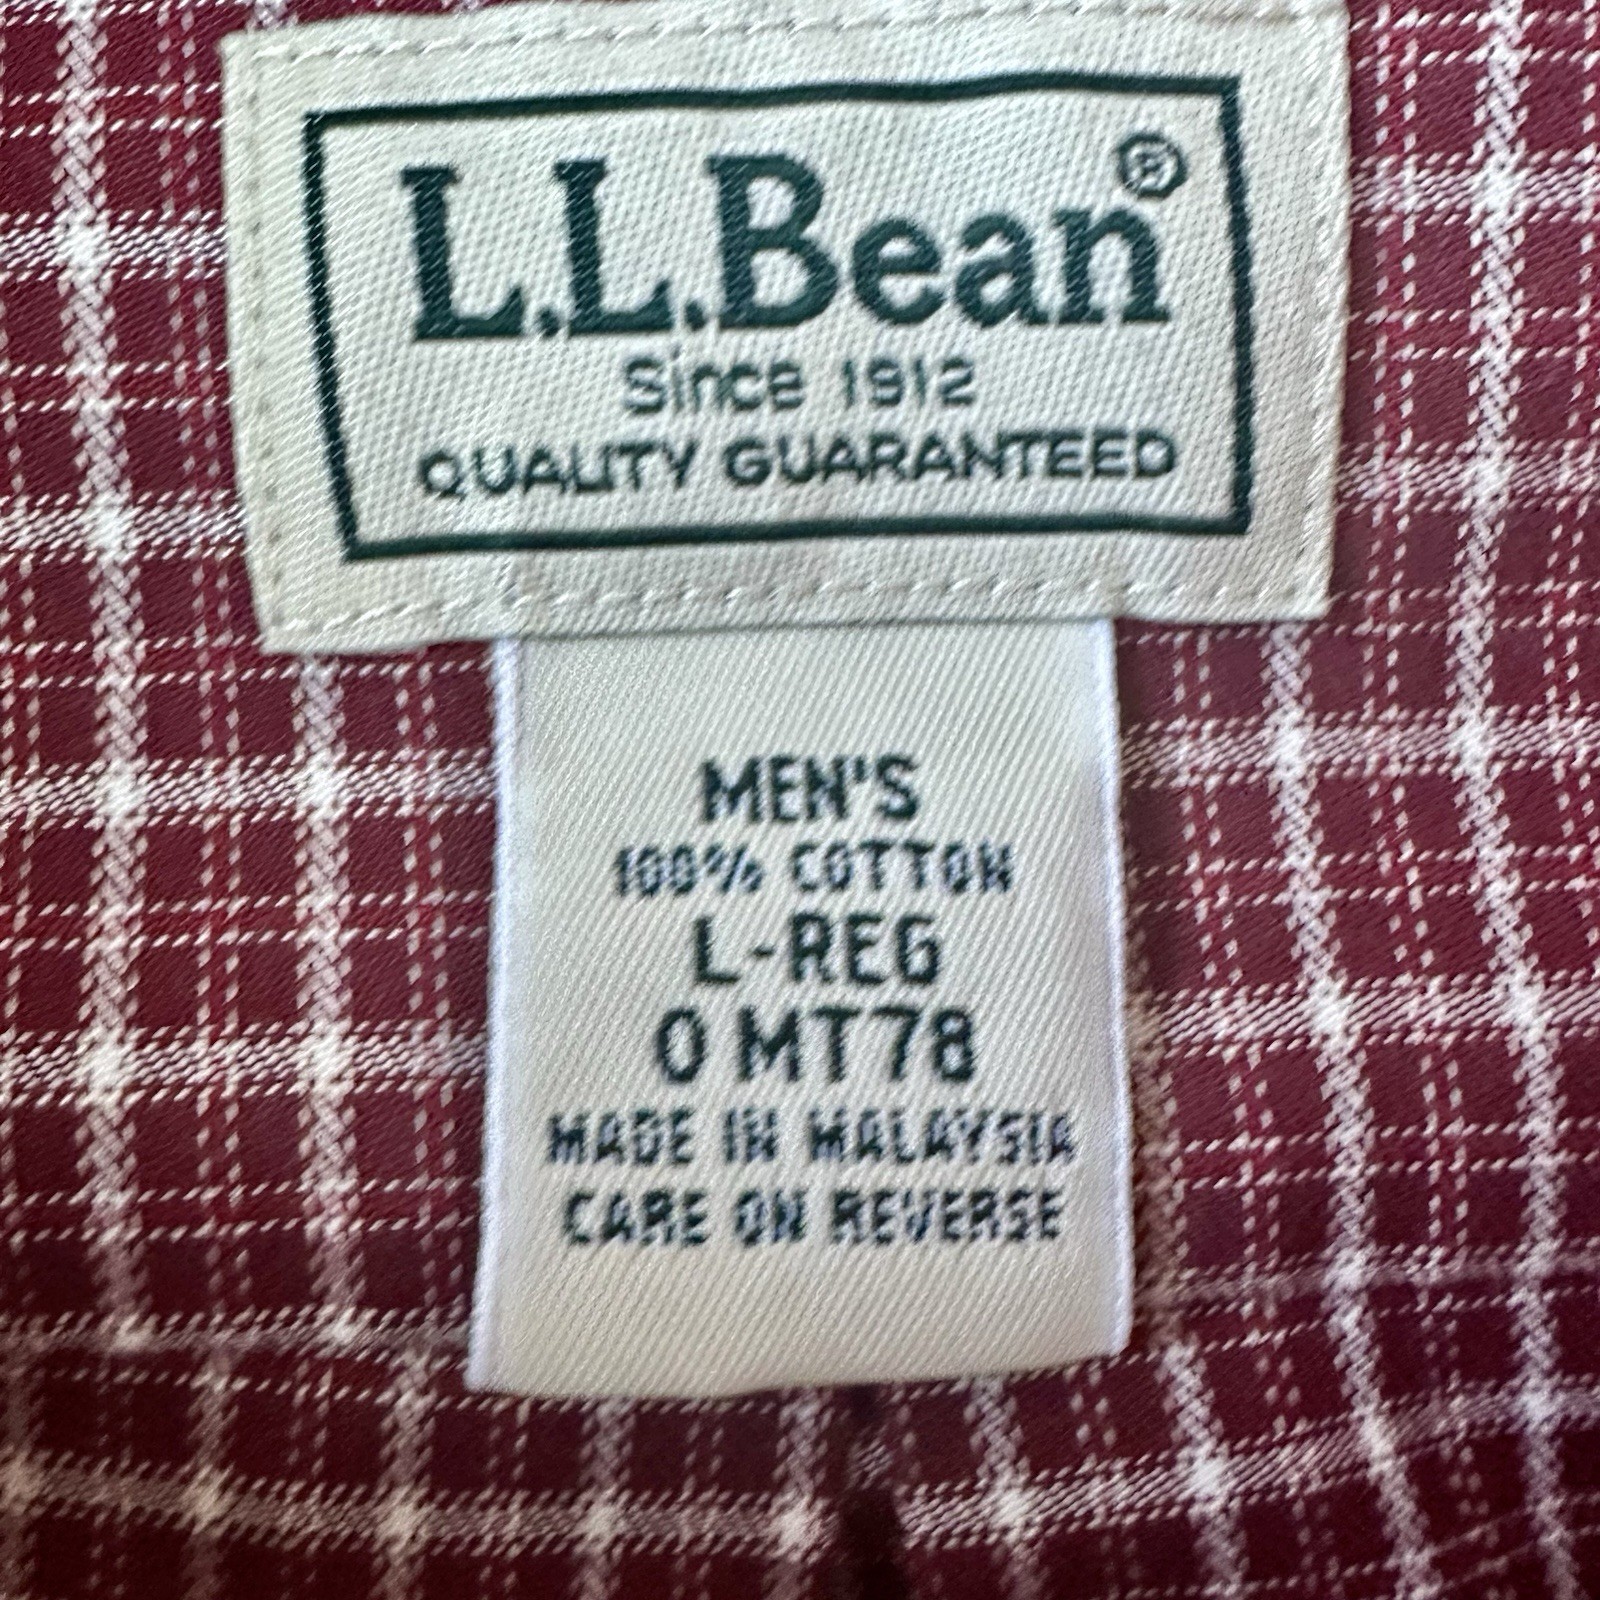 L.L.Bean®
Since 1912
QUALITY GUARANTEED
MEN'S
100% COTTON
L-REG
0 MT78
MADE IN MALAYSIA
CARE ON REVERSE